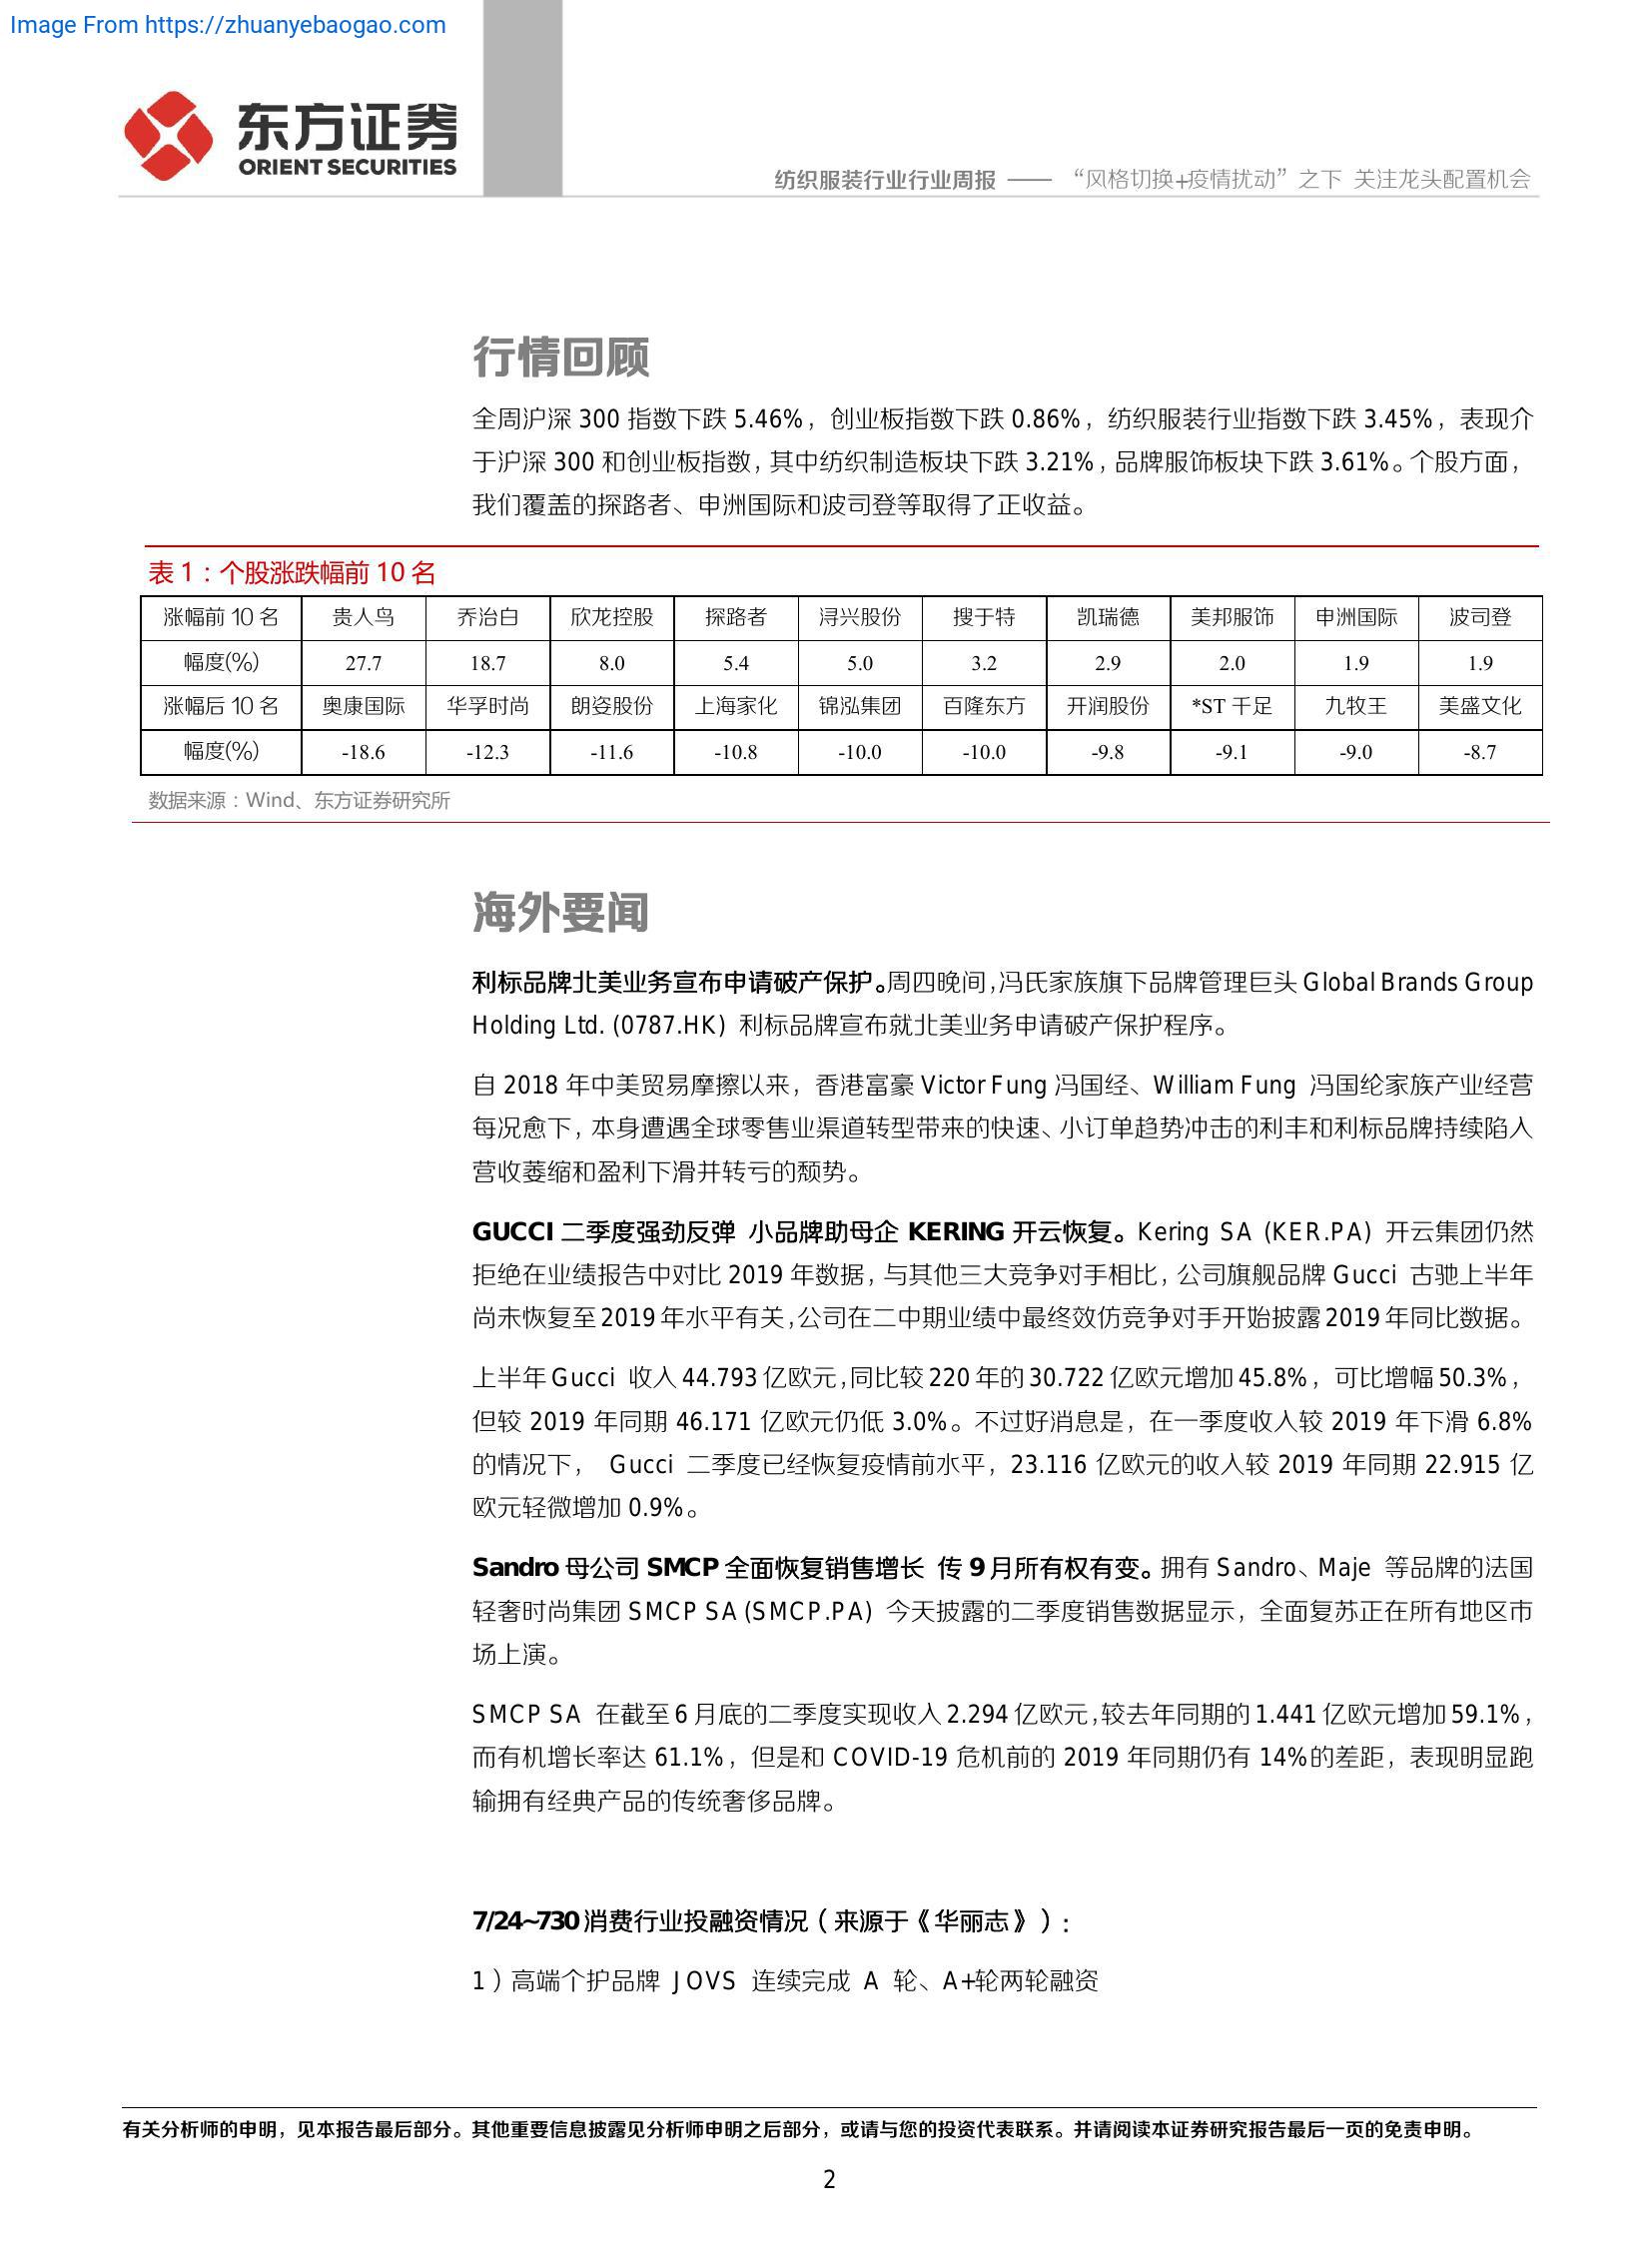 Image From https://zhuanyebaogao.com
东方证券
ORIENT SECURITIES
纺织服装行业行业周报 —— “风格切换+疫情扰动”之下 关注龙头配置机会
行情回顾
全周沪深 300 指数下跌 5.46%，创业板指数下跌 0.86%，纺织服装行业指数下跌 3.45%，表现介
于沪深 300 和创业板指数，其中纺织制造板块下跌 3.21%，品牌服饰板块下跌 3.61%。个股方面，
我们覆盖的探路者、申洲国际和波司登等取得了正收益。
表 1：个股涨跌幅前 10 名
涨幅前 10 名 贵人鸟 乔治白 欣龙控股 探路者 浔兴股份 搜于特 凯瑞德 美邦服饰 申洲国际 波司登
幅度(%) 27.7 18.7 8.0 5.4 5.0 3.2 2.9 2.0 1.9 1.9
涨幅后 10 名 奥康国际 华孚时尚 朗姿股份 上海家化 锦泓集团 百隆东方 开润股份 *ST 千足 九牧王 美盛文化
幅度(%) -18.6 -12.3 -11.6 -10.8 -10.0 -10.0 -9.8 -9.1 -9.0 -8.7
数据来源：Wind、东方证券研究所
海外要闻
利标品牌北美业务宣布申请破产保护。周四晚间，冯氏家族旗下品牌管理巨头 Global Brands Group
Holding Ltd. (0787.HK) 利标品牌宣布就北美业务申请破产保护程序。
自 2018 年中美贸易摩擦以来，香港富豪 Victor Fung 冯国经、William Fung 冯国纶家族产业经营
每况愈下，本身遭遇全球零售业渠道转型带来的快速、小订单趋势冲击的利丰和利标品牌持续陷入
营收萎缩和盈利下滑并转亏的颓势。
GUCCI 二季度强劲反弹 小品牌助母企 KERING 开云恢复。Kering SA (KER.PA) 开云集团仍然
拒绝在业绩报告中对比 2019 年数据，与其他三大竞争对手相比，公司旗舰品牌 Gucci 古驰上半年
尚未恢复至 2019 年水平有关，公司在二中期业绩中最终效仿竞争对手开始披露 2019 年同比数据。
上半年 Gucci 收入 44.793 亿欧元，同比较 220 年的 30.722 亿欧元增加 45.8%，可比增幅 50.3%，
但较 2019 年同期 46.171 亿欧元仍低 3.0%。不过好消息是，在一季度收入较 2019 年下滑 6.8%
的情况下， Gucci 二季度已经恢复疫情前水平，23.116 亿欧元的收入较 2019 年同期 22.915 亿
欧元轻微增加 0.9%。
Sandro 母公司 SMCP 全面恢复销售增长 传 9 月所有权有变。拥有 Sandro、Maje 等品牌的法国
轻奢时尚集团 SMCP SA (SMCP.PA) 今天披露的二季度销售数据显示，全面复苏正在所有地区市
场上演。
SMCP SA 在截至 6 月底的二季度实现收入 2.294 亿欧元，较去年同期的 1.441 亿欧元增加 59.1%，
而有机增长率达 61.1%，但是和 COVID-19 危机前的 2019 年同期仍有 14%的差距，表现明显跑
输拥有经典产品的传统奢侈品牌。
7/24~730 消费行业投融资情况（来源于《华丽志》）：
1）高端个护品牌 JOVS 连续完成 A 轮、A+轮两轮融资
有关分析师的申明，见本报告最后部分。其他重要信息披露见分析师申明之后部分，或请与您的投资代表联系。并请阅读本证券研究报告最后一页的免责申明。
2